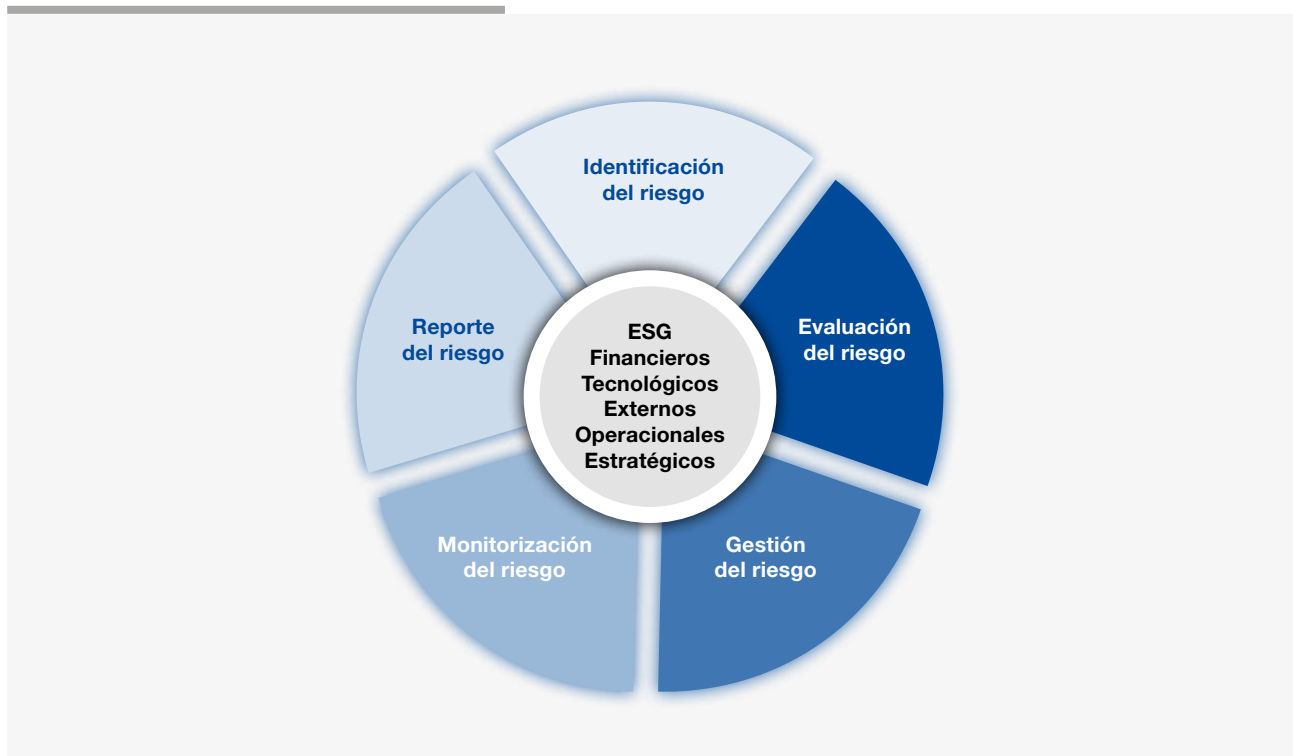 Identificación
del riesgo
Evaluación
del riesgo
Gestión
del riesgo
Monitorización
del riesgo
Reporte
del riesgo
ESG
Financieros
Tecnológicos
Externos
Operacionales
Estratégicos